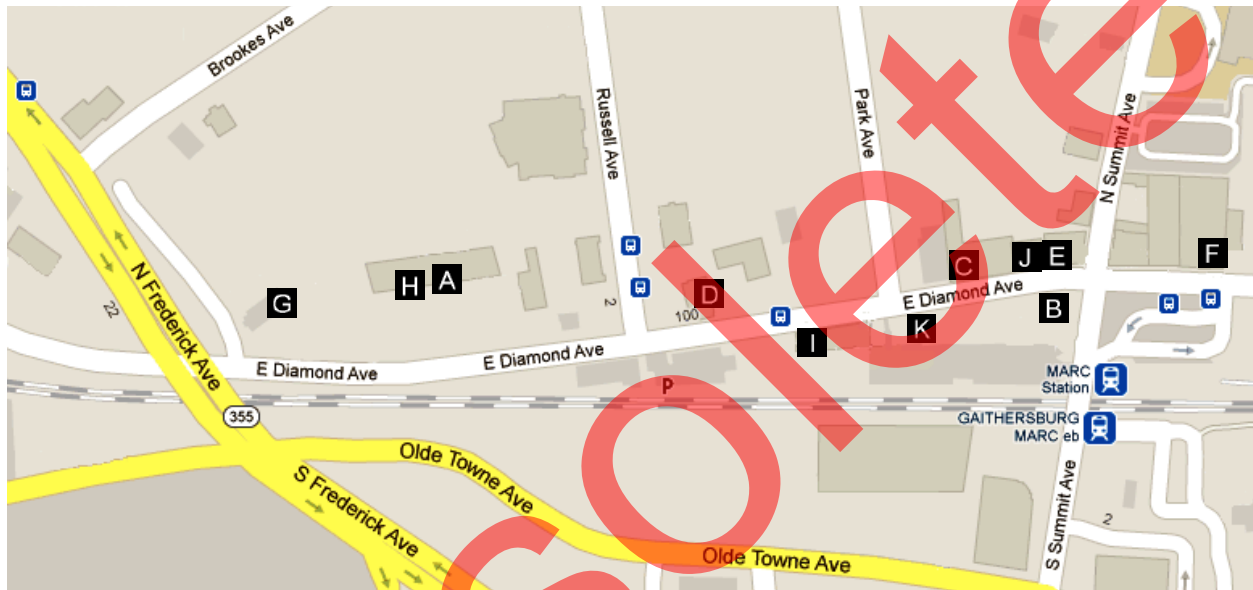 Brookes Ave
Russell Ave
Park Ave
N Summit Ave
N Frederick Ave
22
355
G
H
A
2
D
100
I
K
C
J
E
B
F
E Diamond Ave
E Diamond Ave
E Diamond Ave
P
MARC
Station
GAITHERSBURG
MARC eb
Olde Towne Ave
S Frederick Ave
Olde Towne Ave
S Summit Ave
2
solete